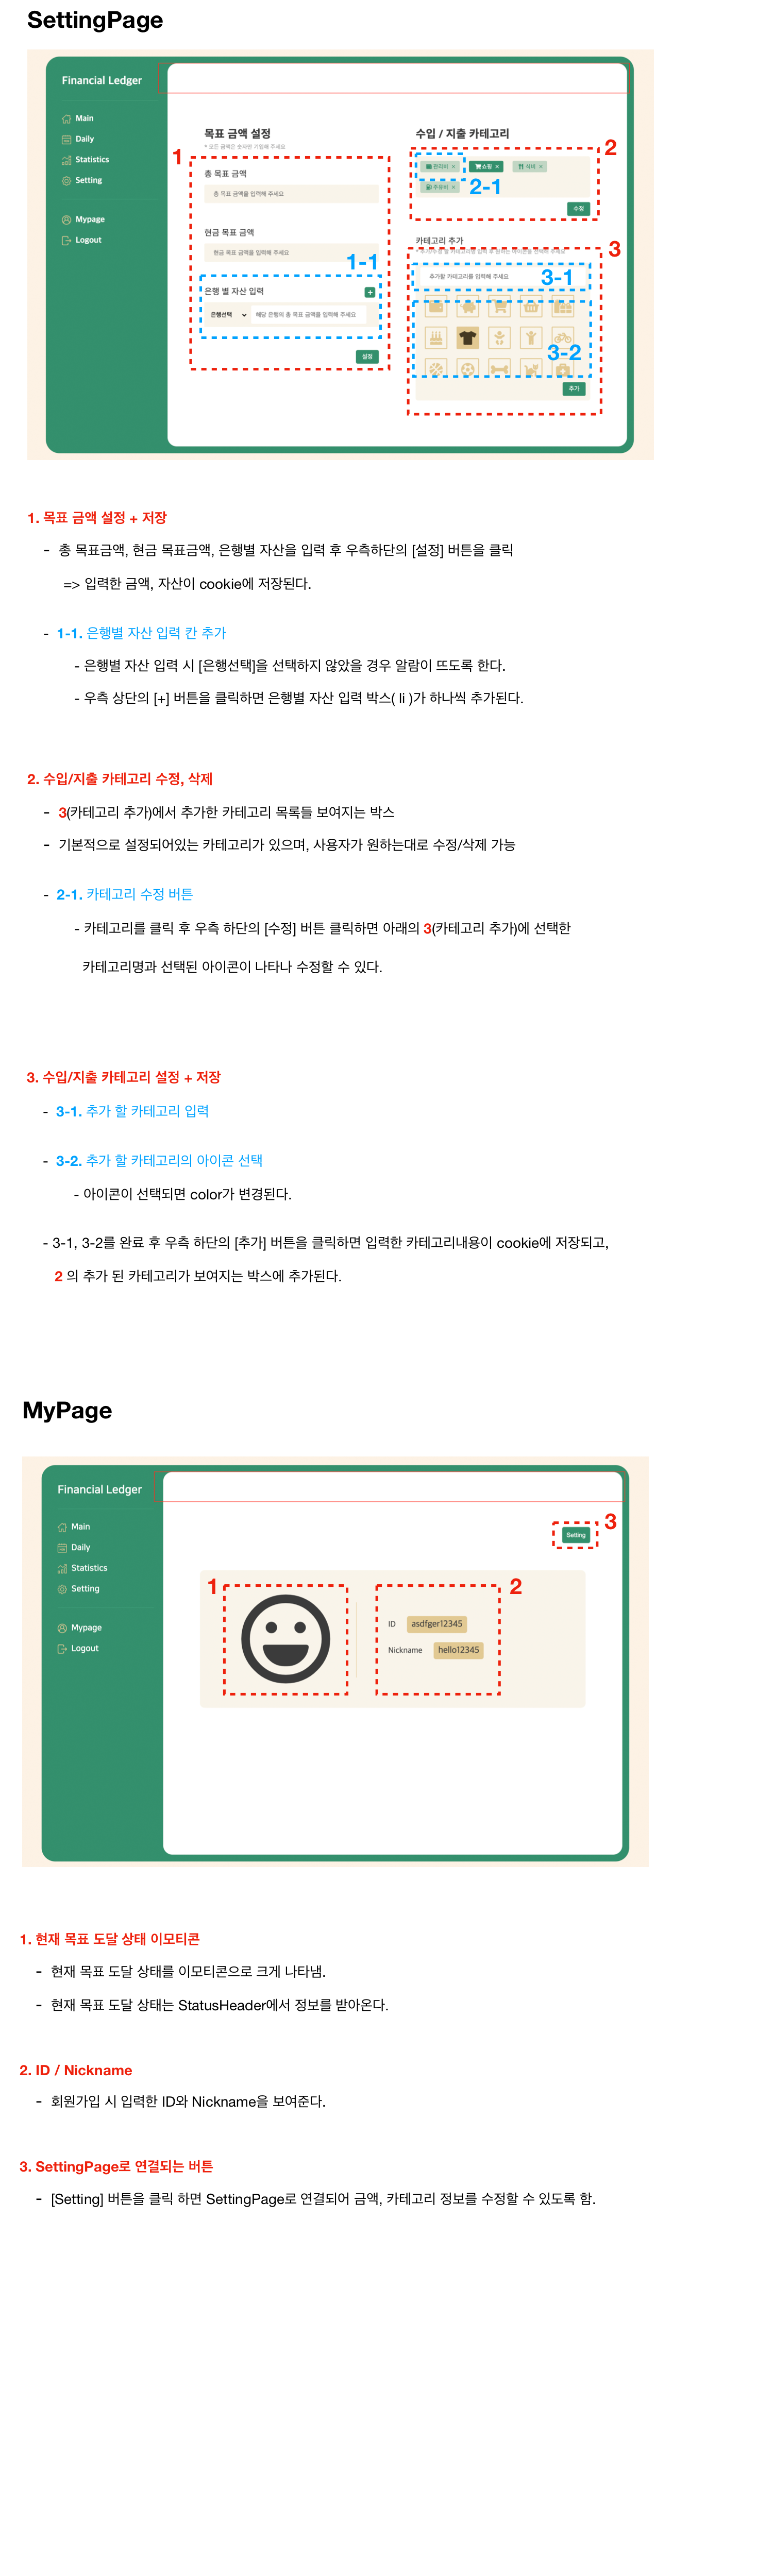 SettingPage
Financial Ledger
Main
Daily
Statistics
Setting
Mypage
Logout
목표 금액 설정
* 모든 금액은 숫자만 기입해 주세요
1
총 목표 금액
총 목표 금액을 입력해 주세요
현금 목표 금액
현금 목표 금액을 입력해 주세요
1-1
은행 별 자산 입력
+
은행선택
해당 은행의 총 목표 금액을 입력해 주세요
설정
수입 / 지출 카테고리
2
관리비 ×
쇼핑 ×
식비 ×
주유비 ×
2-1
수정
카테고리 추가
3
추가할 카테고리를 입력해 주세요
3-1
3-2
추가
1. 목표 금액 설정 + 저장
- 총 목표금액, 현금 목표금액, 은행별 자산을 입력 후 우측하단의 [설정] 버튼을 클릭
=> 입력한 금액, 자산이 cookie에 저장된다.
- 1-1. 은행별 자산 입력 칸 추가
- 은행별 자산 입력 시 [은행선택]을 선택하지 않았을 경우 알람이 뜨도록 한다.
- 우측 상단의 [+] 버튼을 클릭하면 은행별 자산 입력 박스( li )가 하나씩 추가된다.
2. 수입/지출 카테고리 수정, 삭제
- 3(카테고리 추가)에서 추가한 카테고리 목록들 보여지는 박스
- 기본적으로 설정되어있는 카테고리가 있으며, 사용자가 원하는대로 수정/삭제 가능
- 2-1. 카테고리 수정 버튼
- 카테고리를 클릭 후 우측 하단의 [수정] 버튼 클릭하면 아래의 3(카테고리 추가)에 선택한
카테고리명과 선택된 아이콘이 나타나 수정할 수 있다.
3. 수입/지출 카테고리 설정 + 저장
- 3-1. 추가 할 카테고리 입력
- 3-2. 추가 할 카테고리의 아이콘 선택
- 아이콘이 선택되면 color가 변경된다.
- 3-1, 3-2를 완료 후 우측 하단의 [추가] 버튼을 클릭하면 입력한 카테고리내용이 cookie에 저장되고,
2 의 추가 된 카테고리가 보여지는 박스에 추가된다.
MyPage
Financial Ledger
Main
Daily
Statistics
Setting
Mypage
Logout
Setting
3
1
2
ID asdfger12345
Nickname hello12345
1. 현재 목표 도달 상태 이모티콘
- 현재 목표 도달 상태를 이모티콘으로 크게 나타냄.
- 현재 목표 도달 상태는 StatusHeader에서 정보를 받아온다.
2. ID / Nickname
- 회원가입 시 입력한 ID와 Nickname을 보여준다.
3. SettingPage로 연결되는 버튼
- [Setting] 버튼을 클릭 하면 SettingPage로 연결되어 금액, 카테고리 정보를 수정할 수 있도록 함.